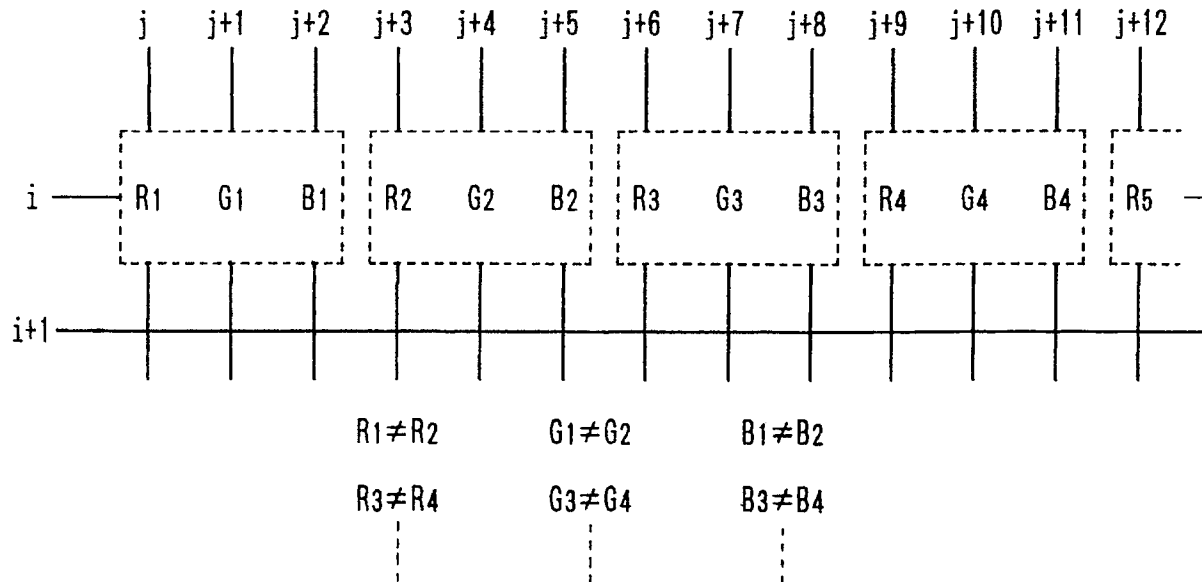 j j+1 j+2 j+3 j+4 j+5 j+6 j+7 j+8 j+9 j+10 j+11 j+12
i R1 G1 B1 R2 G2 B2 R3 G3 B3 R4 G4 B4 R5
i+1
R1≠R2 G1≠G2 B1≠B2
R3≠R4 G3≠G4 B3≠B4